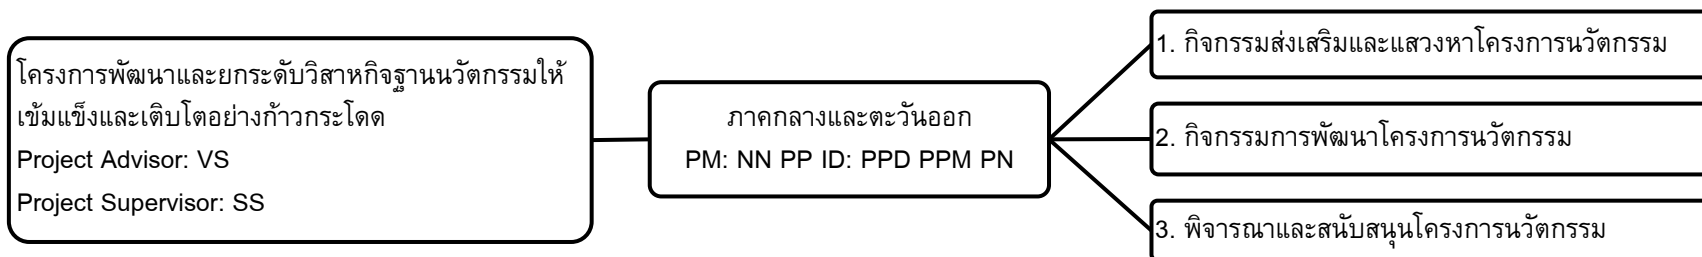 โครงการพัฒนาและยกระดับวิสาหกิจฐานนวัตกรรมให้
เข้มแข็งและเติบโตอย่างก้าวกระโดด
Project Advisor: VS
Project Supervisor: SS
ภาคกลางและตะวันออก
PM: NN PP ID: PPD PPM PN
1. กิจกรรมส่งเสริมและแสวงหาโครงการนวัตกรรม
2. กิจกรรมการพัฒนาโครงการนวัตกรรม
3. พิจารณาและสนับสนุนโครงการนวัตกรรม